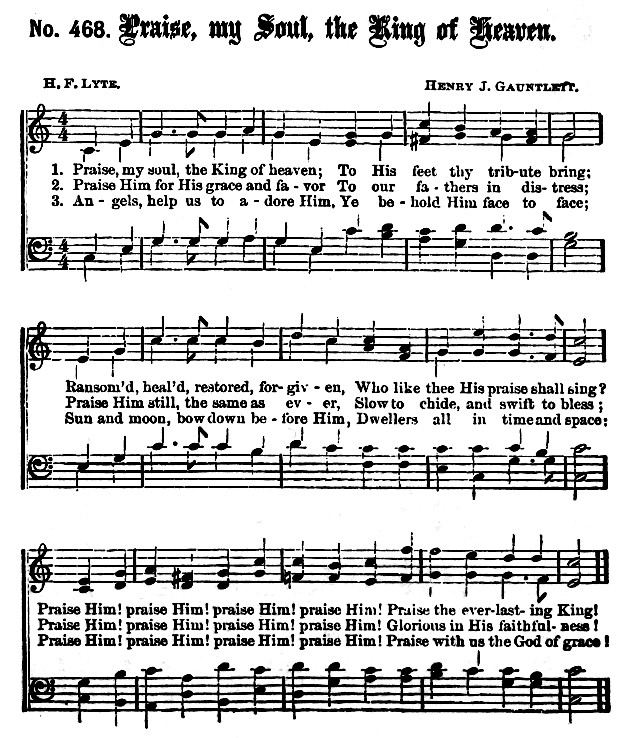 No. 468. Praise, my Soul, the King of Heaven.
H. F. LYTE. HENRY J. GAUNTLETT.
4 4
1. Praise, my soul, the King of heaven; To His feet thy trib-ute bring;
2. Praise Him for His grace and fa - vor To our fa - thers in dis - tress;
3. An - gels, help us to a - dore Him, Ye be - hold Him face to face;
4 4
Ransom'd, heal'd, restored, for- giv - en, Who like thee His praise shall sing?
Praise Him still, the same as ev - er, Slow to chide, and swift to bless;
Sun and moon, bow down be - fore Him, Dwellers all in time and space:
Praise Him! praise Him! praise Him! praise Him! Praise the ever-last- ing King!
Praise Him! praise Him! praise Him! praise Him! Glorious in His faithful- ness!
Praise Him! praise Him! praise Him! praise Him! Praise with us the God of grace!